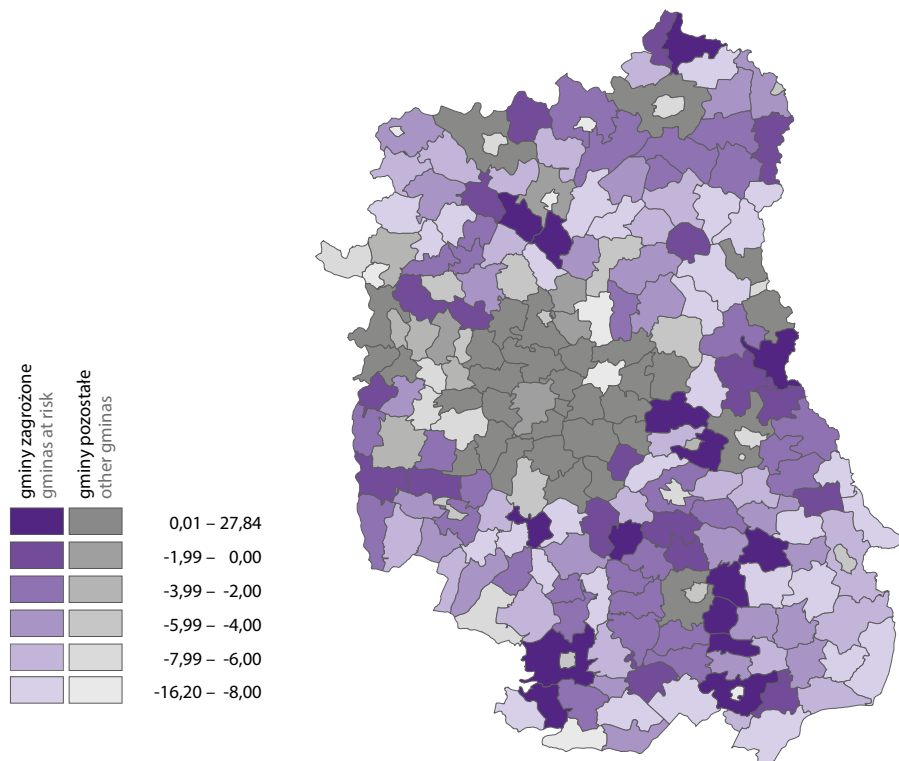 gminy zagrożone
gminas at risk
gminy pozostałe
other gminas
0,01 – 27,84
-1,99 – 0,00
-3,99 – -2,00
-5,99 – -4,00
-7,99 – -6,00
-16,20 – -8,00